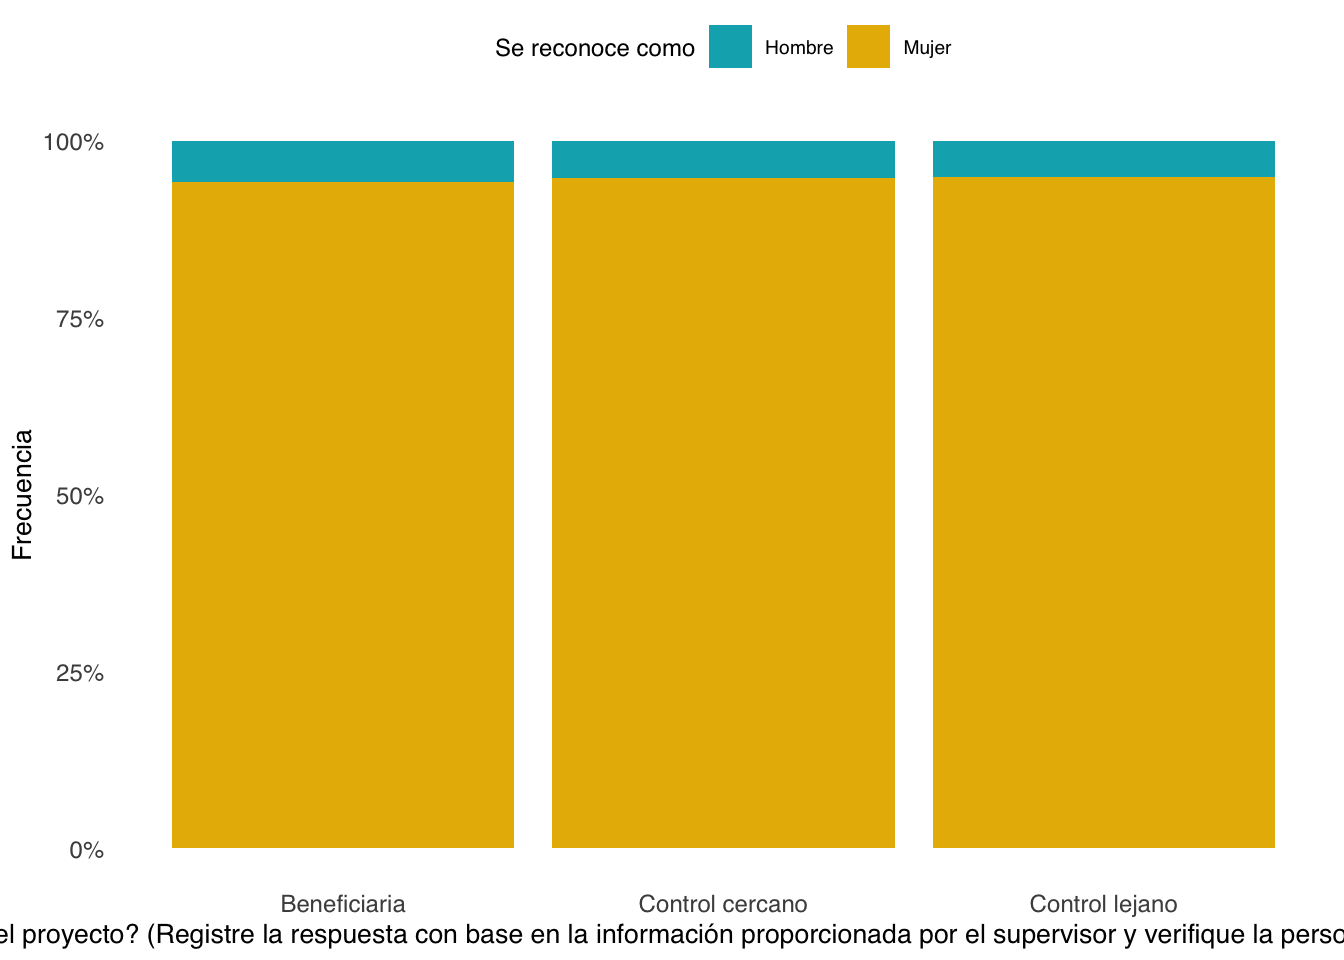 Se reconoce como Hombre Mujer
100%
75%
50%
25%
0%
Frecuencia
Beneficiaria Control cercano Control lejano
el proyecto? (Registre la respuesta con base en la información proporcionada por el supervisor y verifique la perso